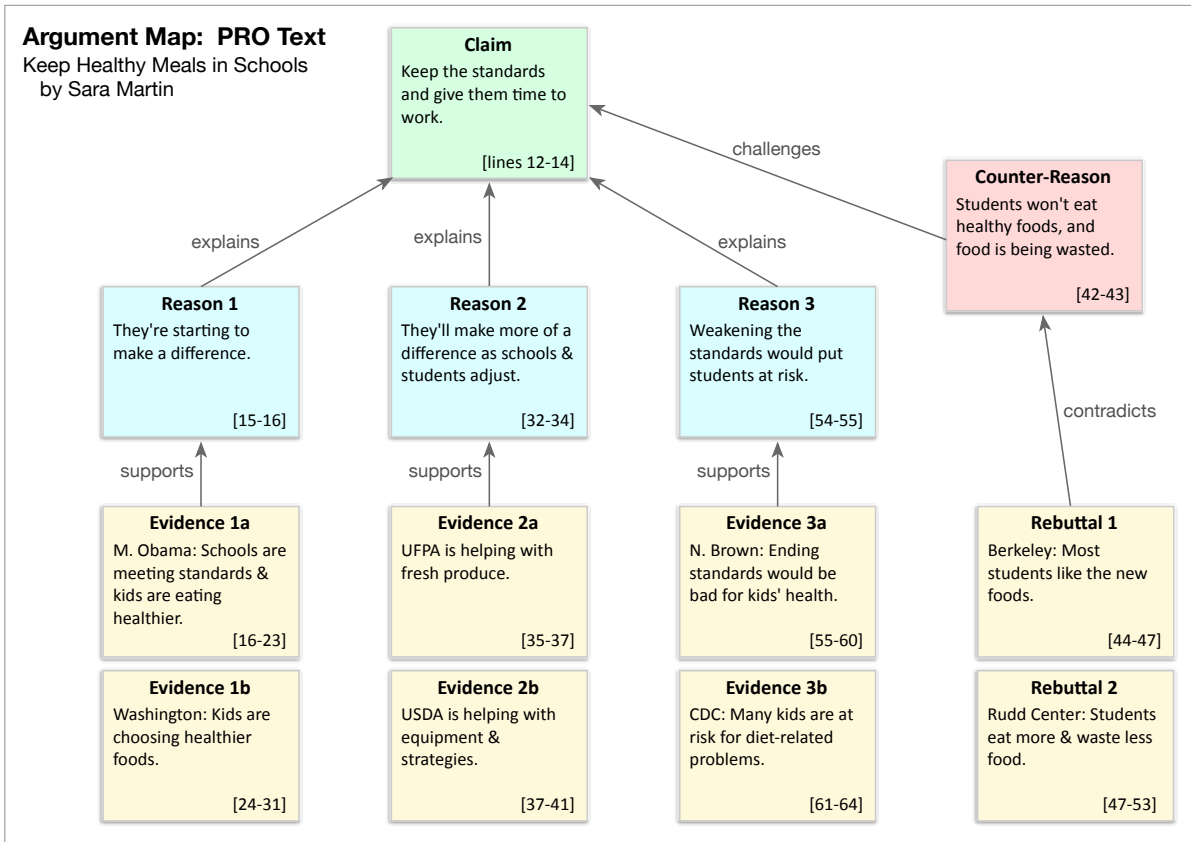 Argument Map:  PRO Text
Keep Healthy Meals in Schools
by Sara Martin
Claim
Keep the standards
and give them time to
work.
[lines 12-14]
challenges
Counter-Reason
Students won't eat
healthy foods, and
food is being wasted.
[42-43]
explains
explains
explains
Reason 1
They're starting to
make a difference.
[15-16]
Reason 2
They'll make more of a
difference as schools &
students adjust.
[32-34]
Reason 3
Weakening the
standards would put
students at risk.
[54-55]
contradicts
supports
supports
supports
Evidence 1a
M. Obama: Schools are
meeting standards &
kids are eating
healthier.
[16-23]
Evidence 2a
UFPA is helping with
fresh produce.
[35-37]
Evidence 3a
N. Brown: Ending
standards would be
bad for kids' health.
[55-60]
Rebuttal 1
Berkeley: Most
students like the new
foods.
[44-47]
Evidence 1b
Washington: Kids are
choosing healthier
foods.
[24-31]
Evidence 2b
USDA is helping with
equipment &
strategies.
[37-41]
Evidence 3b
CDC: Many kids are at
risk for diet-related
problems.
[61-64]
Rebuttal 2
Rudd Center: Students
eat more & waste less
food.
[47-53]